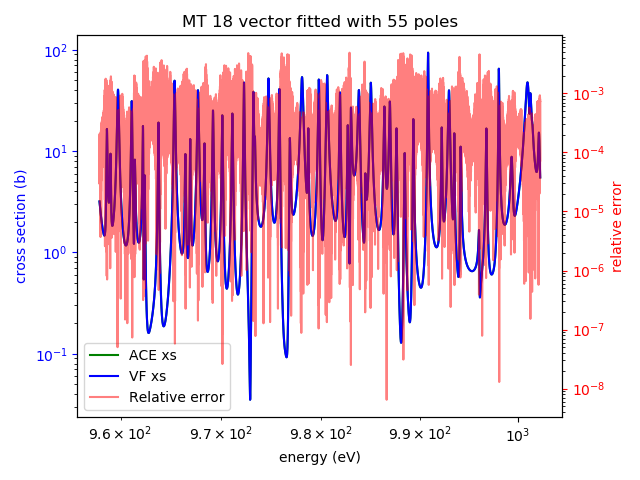 MT 18 vector fitted with 55 poles
10²
10¹
10⁰
10⁻¹
cross section (b)
10⁻³
10⁻⁴
10⁻⁵
10⁻⁶
10⁻⁷
10⁻⁸
relative error
ACE xs
VF xs
Relative error
9.6 × 10² 9.7 × 10² 9.8 × 10² 9.9 × 10² 10³
energy (eV)